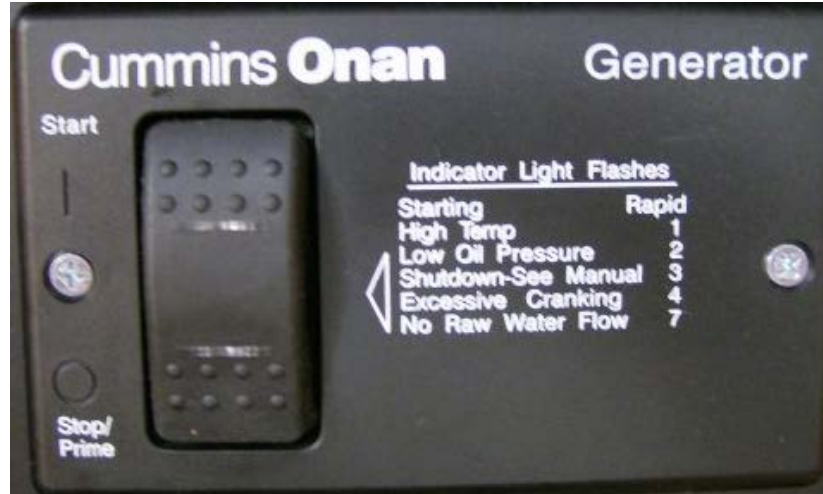 Cummins Onan Generator
Start
Indicator Light Flashes
Starting Rapid
High Temp 1
Low Oil Pressure 2
Shutdown-See Manual 3
Excessive Cranking 4
No Raw Water Flow 7
Stop/
Prime